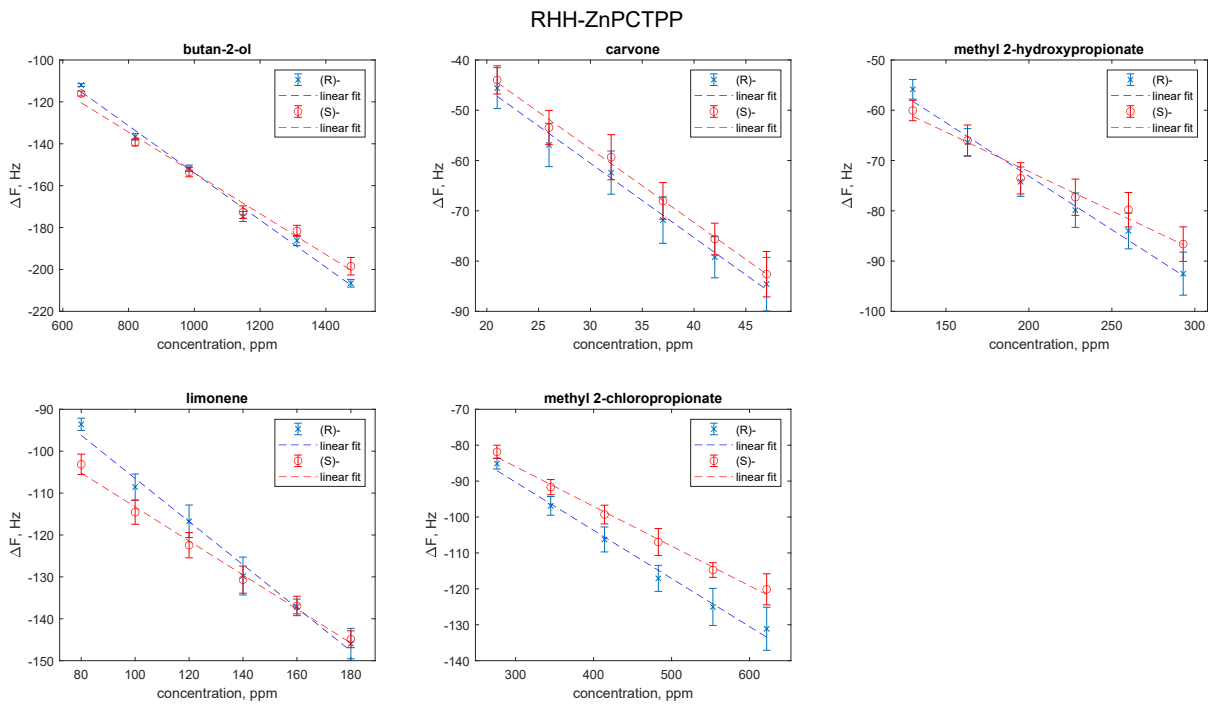 RHH-ZnPCTPP
butan-2-ol
-100
-120
-140
-160
-180
-200
-220
ΔF, Hz
600 800 1000 1200 1400
concentration, ppm
(R)-
linear fit
(S)-
linear fit
carvone
-40
-50
-60
-70
-80
-90
ΔF, Hz
20 25 30 35 40 45
concentration, ppm
(R)-
linear fit
(S)-
linear fit
methyl 2-hydroxypropionate
-50
-60
-70
-80
-90
-100
ΔF, Hz
150 200 250 300
concentration, ppm
(R)-
linear fit
(S)-
linear fit
limonene
-90
-100
-110
-120
-130
-140
-150
ΔF, Hz
80 100 120 140 160 180
concentration, ppm
(R)-
linear fit
(S)-
linear fit
methyl 2-chloropropionate
-70
-80
-90
-100
-110
-120
-130
-140
ΔF, Hz
300 400 500 600
concentration, ppm
(R)-
linear fit
(S)-
linear fit